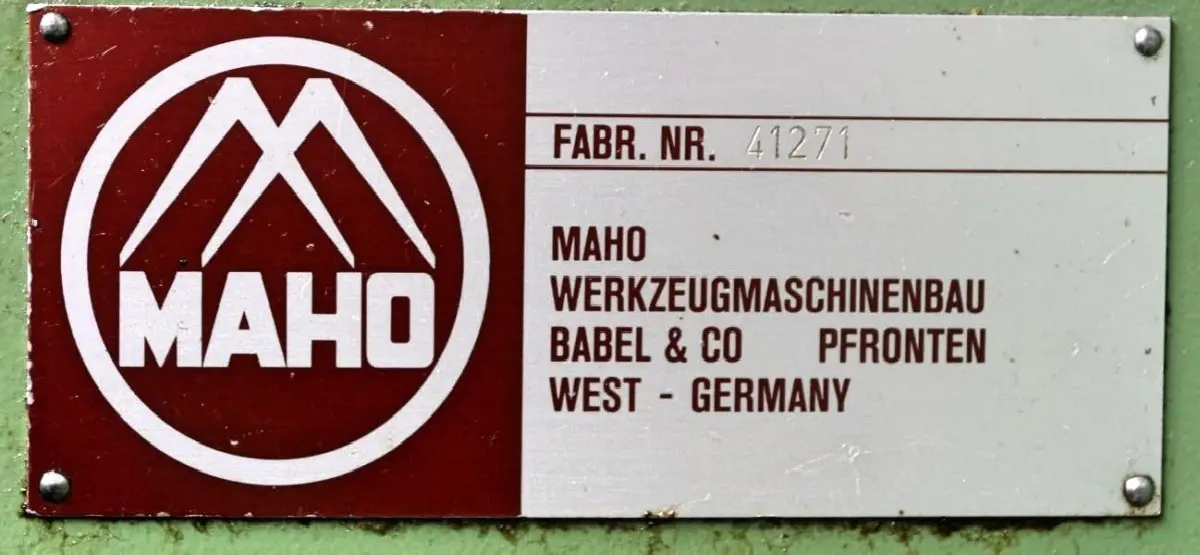 MAHO
FABR. NR. 41271
MAHO
WERKZEUGMASCHINENBAU
BABEL & CO PFRONTEN
WEST - GERMANY